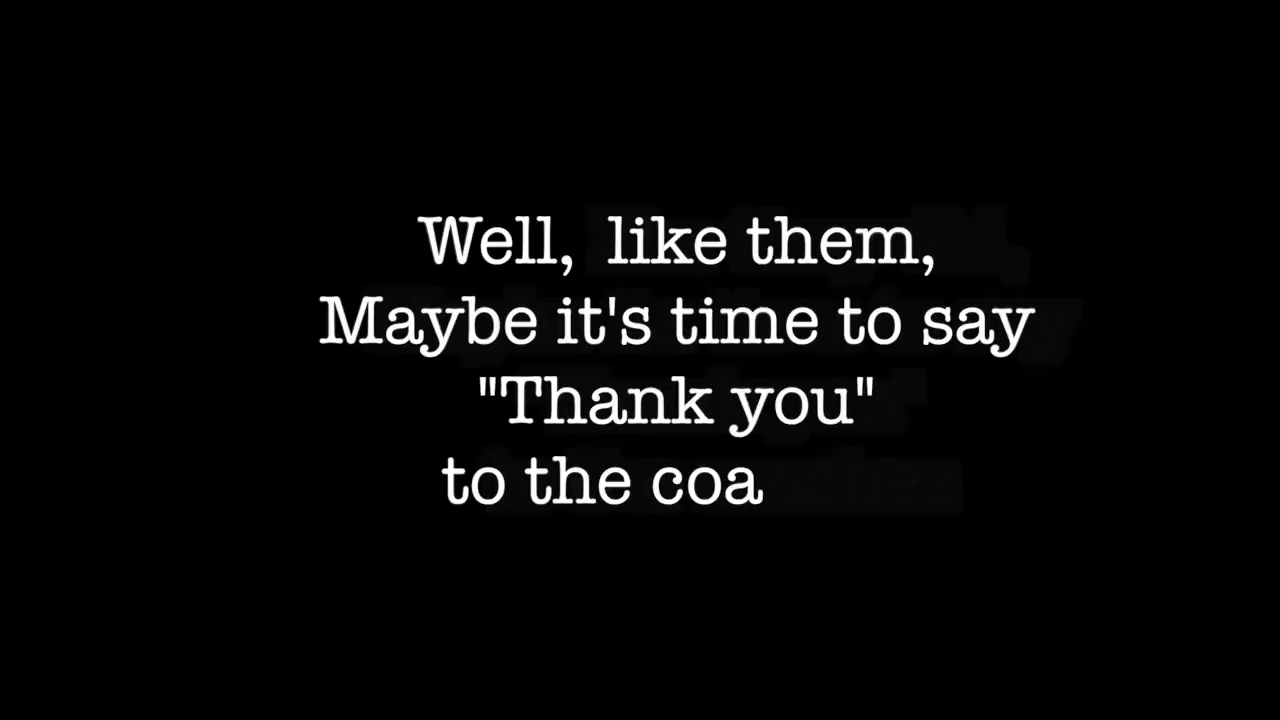 Well, like them,
Maybe it's time to say
"Thank you"
to the coa